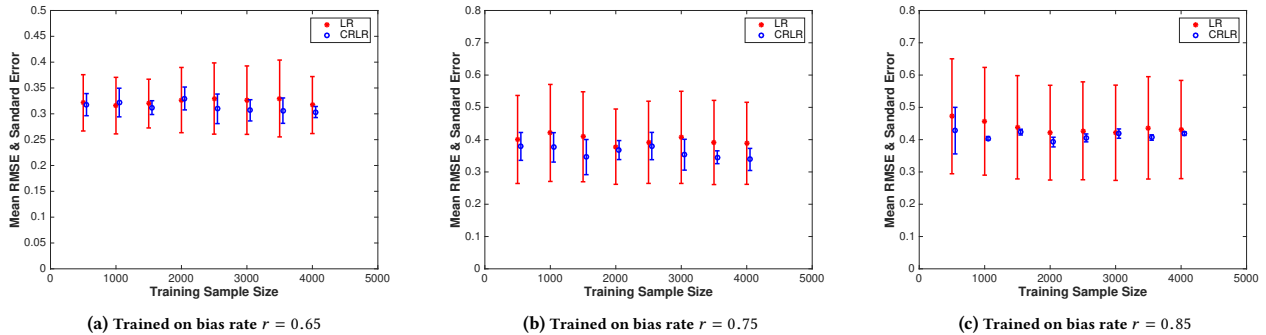 Mean RMSE & Sandard Error
0.5
0.45
0.4
0.35
0.3
0.25
0.2
0.15
0.1
0.05
0
0 1000 2000 3000 4000 5000
Training Sample Size
LR
CRLR
(a) Trained on bias rate r = 0.65
Mean RMSE & Sandard Error
0.8
0.7
0.6
0.5
0.4
0.3
0.2
0.1
0
0 1000 2000 3000 4000 5000
Training Sample Size
LR
CRLR
(b) Trained on bias rate r = 0.75
Mean RMSE & Sandard Error
0.8
0.7
0.6
0.5
0.4
0.3
0.2
0.1
0
0 1000 2000 3000 4000 5000
Training Sample Size
LR
CRLR
(c) Trained on bias rate r = 0.85